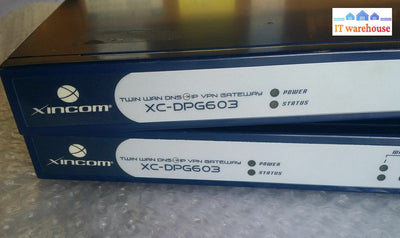 IT warehouse
TWIN WAN DNS IP VPN GATEWAY
XC-DPG603
POWER
STATUS
XiNCOM
TWIN WAN DNS IP VPN GATEWAY
XC-DPG603
POWER
STATUS
XiNCOM